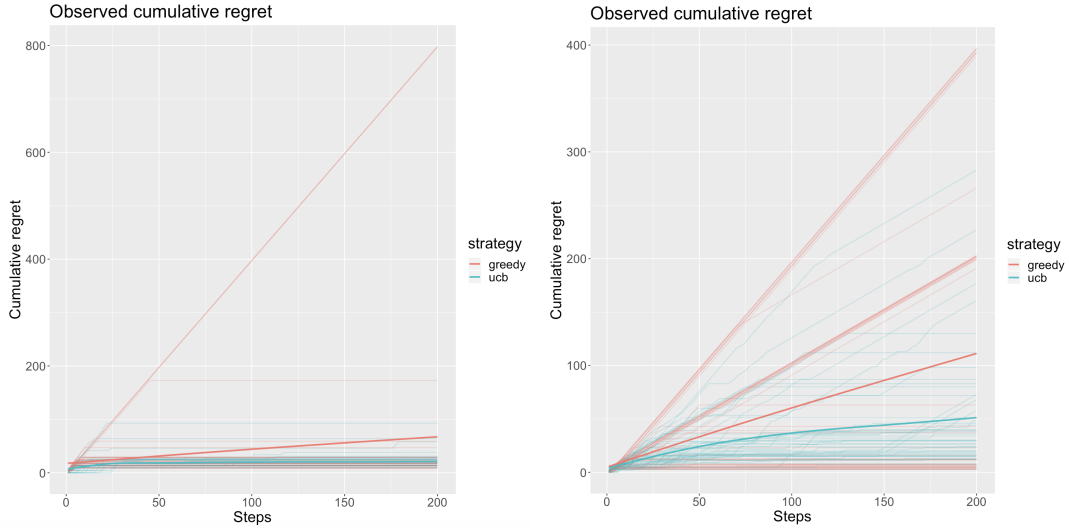 Observed cumulative regret
800
600
400
200
0
Cumulative regret
0 50 100 150 200
Steps
strategy
greedy
ucb
Observed cumulative regret
400
300
200
100
0
Cumulative regret
0 50 100 150 200
Steps
strategy
greedy
ucb